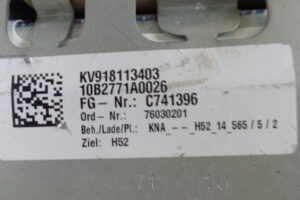 KV918113403
10B2771A0026
FG- Nr.: C741396
Ord- Nr.: 76030201
Beh./Lade/Pl.: KNA_--_H52_14_565/5/2
Ziel: H52